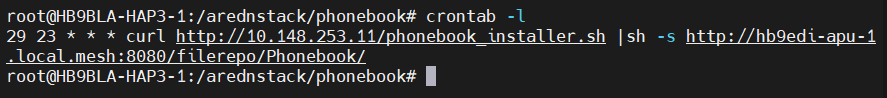 root@HB9BLA-HAP3-1:/arednstack/phonebook# crontab -l
29 23 * * * curl http://10.148.253.11/phonebook_installer.sh |sh -s http://hb9edi-apu-1
.local.mesh:8080/filerepo/Phonebook/
root@HB9BLA-HAP3-1:/arednstack/phonebook#